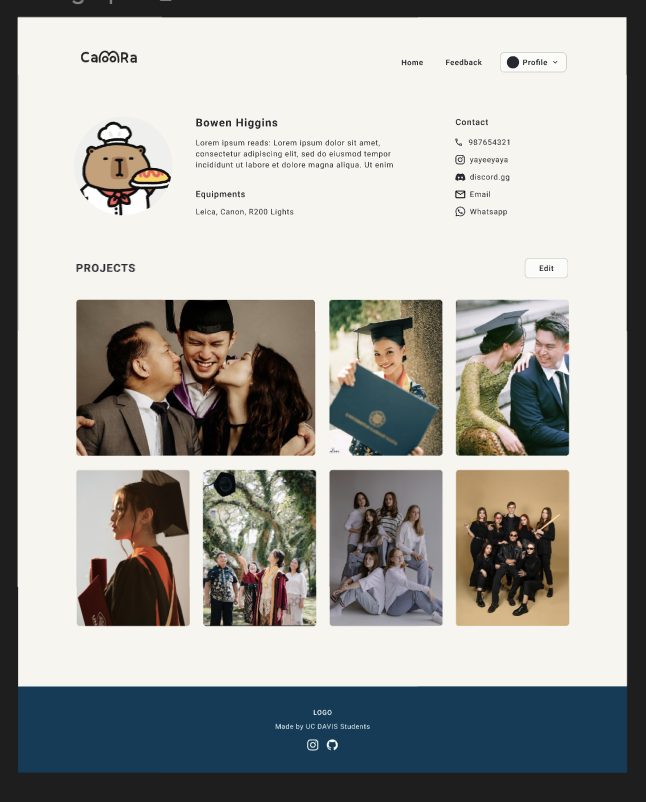 CaMRa
Home
Feedback
Profile
Bowen Higgins
Lorem ipsum reads: Lorem ipsum dolor sit amet,
consectetur adipiscing elit, sed do eiusmod tempor
incididunt ut labore et dolore magna aliqua. Ut enim
Equipments
Leica, Canon, R200 Lights
Contact
987654321
yayeeyaya
discord.gg
Email
Whatsapp
PROJECTS
Edit
LOGO
Made by UC DAVIS Students